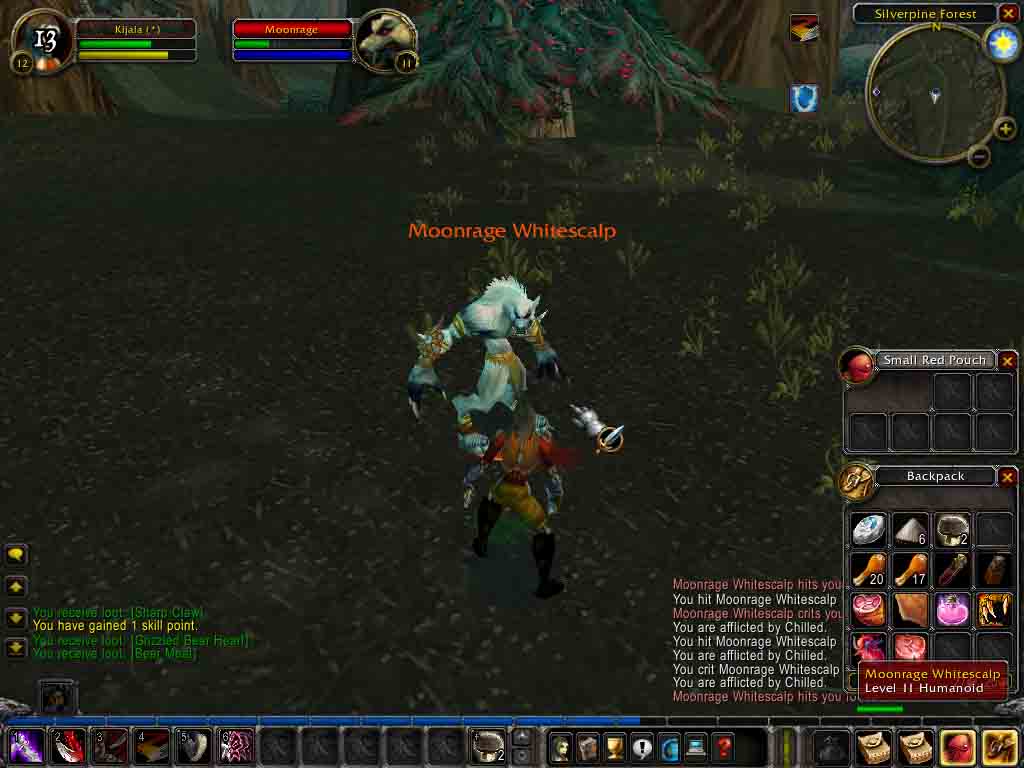 13
Kijala (*)
12
Moonrage
11
Silverpine Forest
N
Moonrage Whitescalp
Small Red Pouch
Backpack
6
2
20
17
You receive loot: [Sharp Claw]
You have gained 1 skill point.
You receive loot: [Grizzled Bear Heart]
You receive loot: [Bear Meat]
Moonrage Whitescalp hits you
You hit Moonrage Whitescalp
Moonrage Whitescalp crits you
You are afflicted by Chilled.
You hit Moonrage Whitescalp
You are afflicted by Chilled.
You crit Moonrage Whitescalp
You are afflicted by Chilled.
Moonrage Whitescalp hits you
Moonrage Whitescalp
Level 11 Humanoid
1
2
3
4
5
6
2